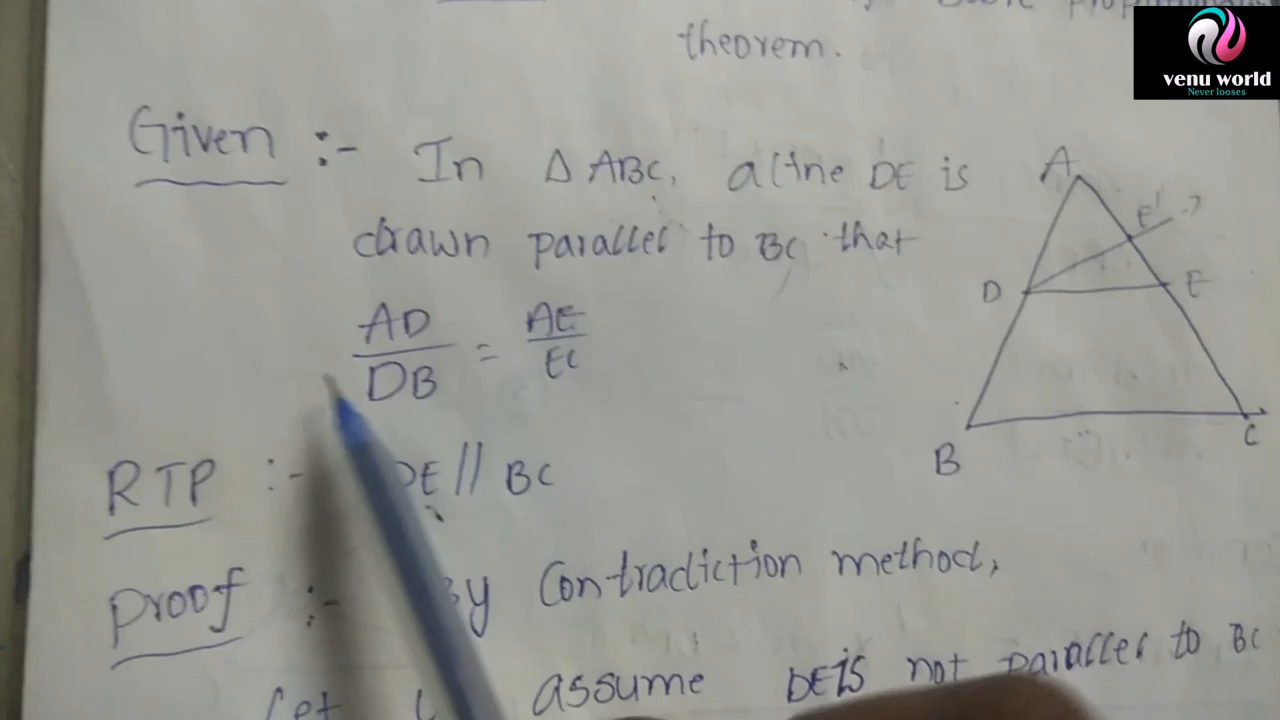 theorem.
venu world
Never looses
Given :- In Δ ABC, a line DE is
drawn parallel to BC that
AD/DB = AE/EC
A
E'
D
E
B
C
RTP :- DE // BC
Proof :- By Contradiction method,
Let assume DE is not parallel to BC